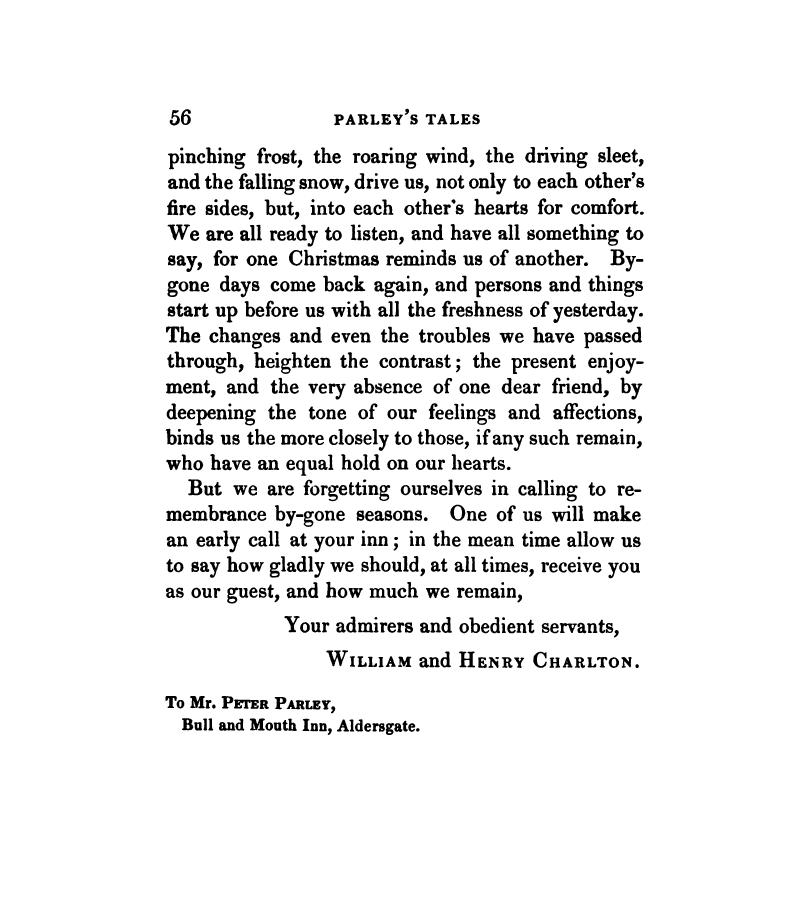 56 PARLEY'S TALES
pinching frost, the roaring wind, the driving sleet,
and the falling snow, drive us, not only to each other's
fire sides, but, into each other's hearts for comfort.
We are all ready to listen, and have all something to
say, for one Christmas reminds us of another. By-
gone days come back again, and persons and things
start up before us with all the freshness of yesterday.
The changes and even the troubles we have passed
through, heighten the contrast; the present enjoy-
ment, and the very absence of one dear friend, by
deepening the tone of our feelings and affections,
binds us the more closely to those, if any such remain,
who have an equal hold on our hearts.
But we are forgetting ourselves in calling to re-
membrance by-gone seasons. One of us will make
an early call at your inn; in the mean time allow us
to say how gladly we should, at all times, receive you
as our guest, and how much we remain,
Your admirers and obedient servants,
WILLIAM and HENRY CHARLTON.
To Mr. PETER PARLEY,
Bull and Mouth Inn, Aldersgate.